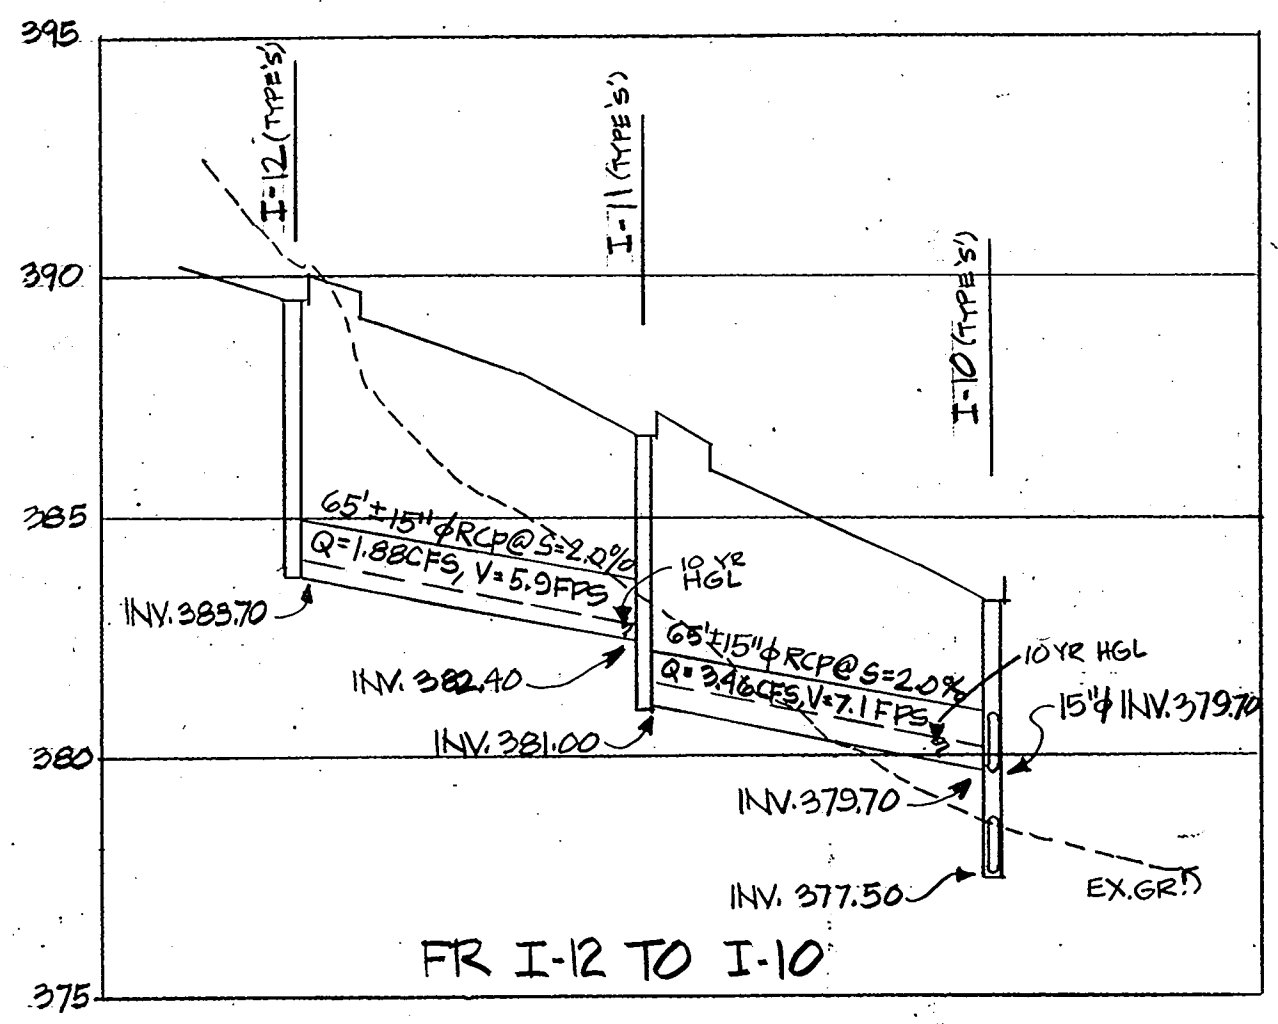 395
I-12 (TYPE 'S')
I-11 (TYPE 'S')
390
I-10 (TYPE 'S')
385
65'± 15"ϕ RCP @ S=2.0%
Q=1.88CFS, V=5.9FPS
10 YR
HGL
INV. 383.70
INV. 382.40
65'± 15"ϕ RCP @ S=2.0%
Q=3.46CFS, V=7.1FPS
10 YR HGL
15"ϕ INV. 379.70
INV. 381.00
380
INV. 379.70
INV. 377.50
EX.GR.
FR I-12 TO I-10
375